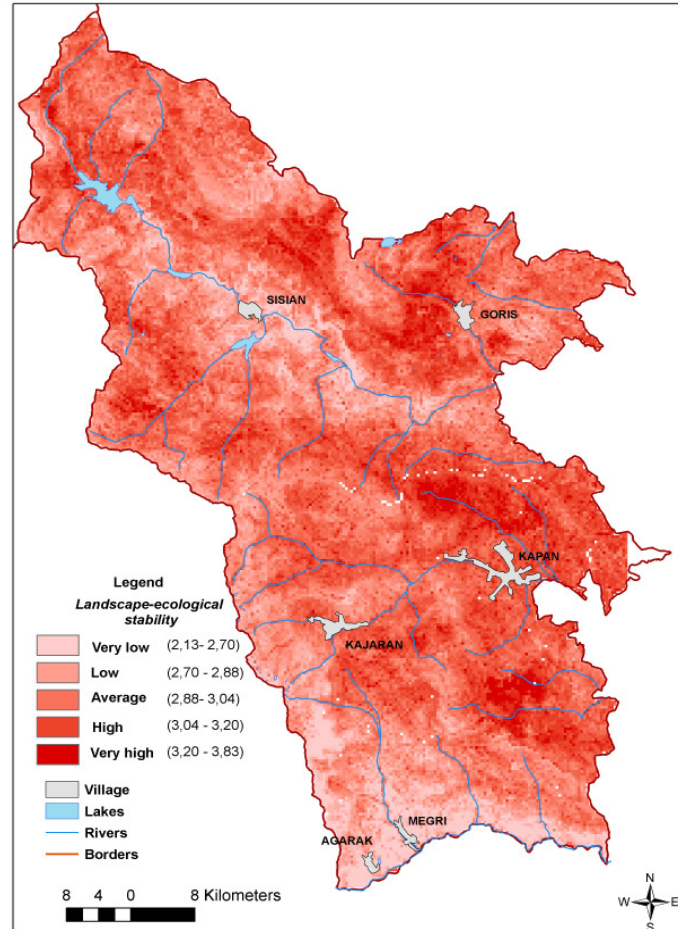 SISIAN
GORIS
KAPAN
KAJARAN
MEGRI
AGARAK
Legend
Landscape-ecological
stability
Very low (2,13- 2,70)
Low (2,70 - 2,88)
Average (2,88- 3,04)
High (3,04 - 3,20)
Very high (3,20 - 3,83)
Village
Lakes
Rivers
Borders
8 4 0 8 Kilometers
N
W E
S